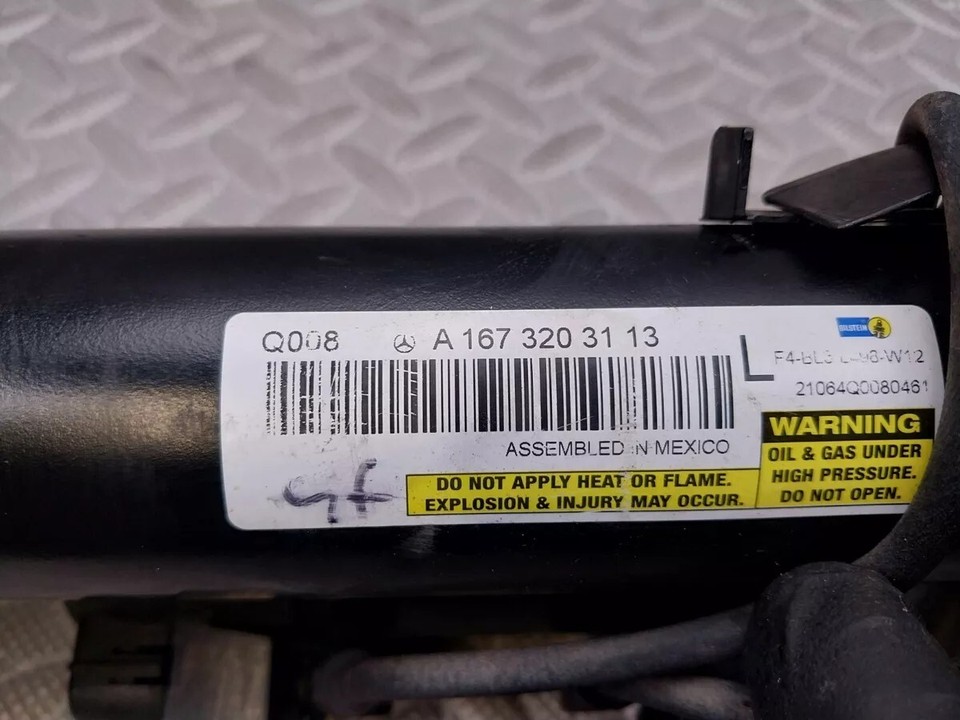 Q008 A 167 320 31 13
L
BILSTEIN
21064Q0080461
ASSEMBLED IN MEXICO
DO NOT APPLY HEAT OR FLAME.
EXPLOSION & INJURY MAY OCCUR.
WARNING
OIL & GAS UNDER
HIGH PRESSURE.
DO NOT OPEN.